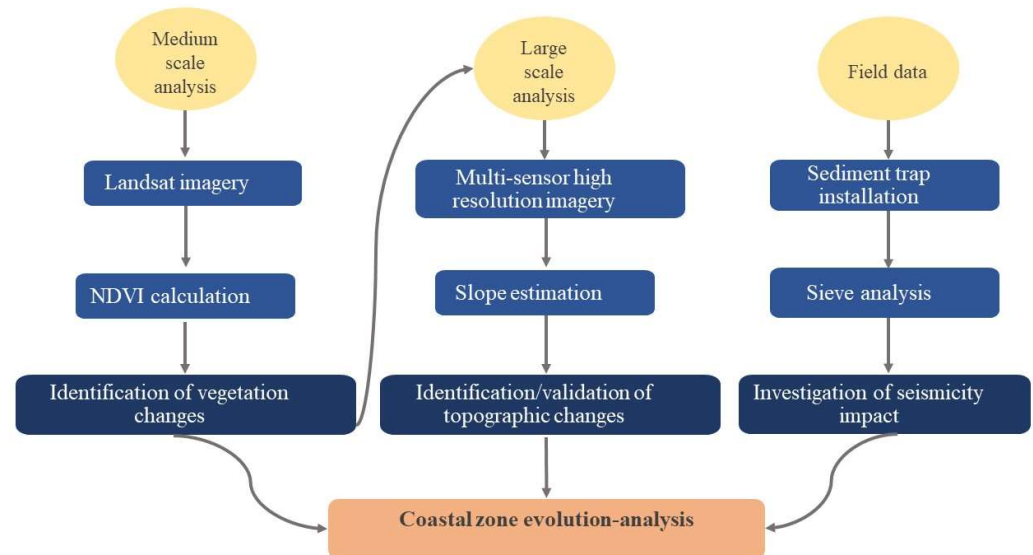 Medium
scale
analysis
Landsat imagery
NDVI calculation
Identification of vegetation
changes
Large
scale
analysis
Multi-sensor high
resolution imagery
Slope estimation
Identification/validation of
topographic changes
Field data
Sediment trap
installation
Sieve analysis
Investigation of seismicity
impact
Coastal zone evolution-analysis